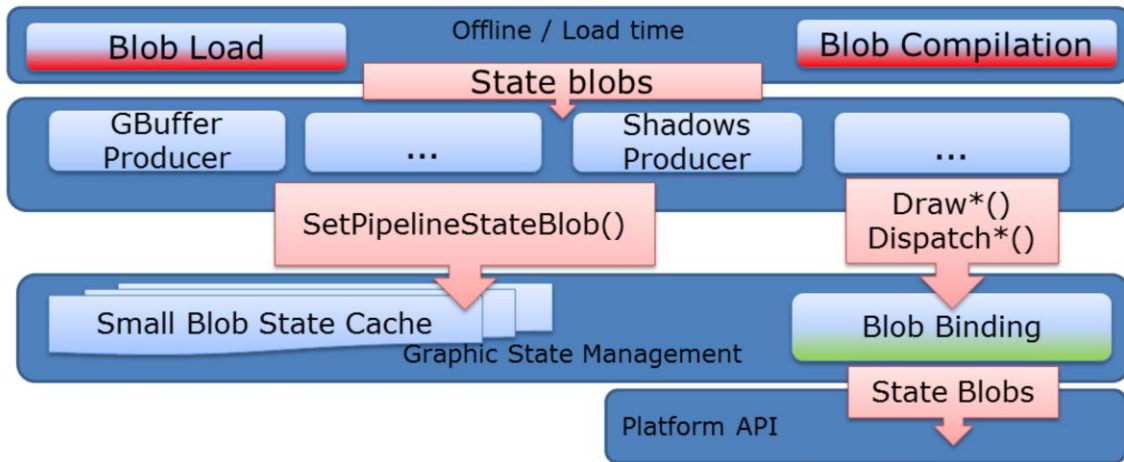 Offline / Load time
Blob Load
Blob Compilation
State blobs
GBuffer
Producer
...
Shadows
Producer
...
SetPipelineStateBlob()
Draw*()
Dispatch*()
Small Blob State Cache
Graphic State Management
Blob Binding
State Blobs
Platform API